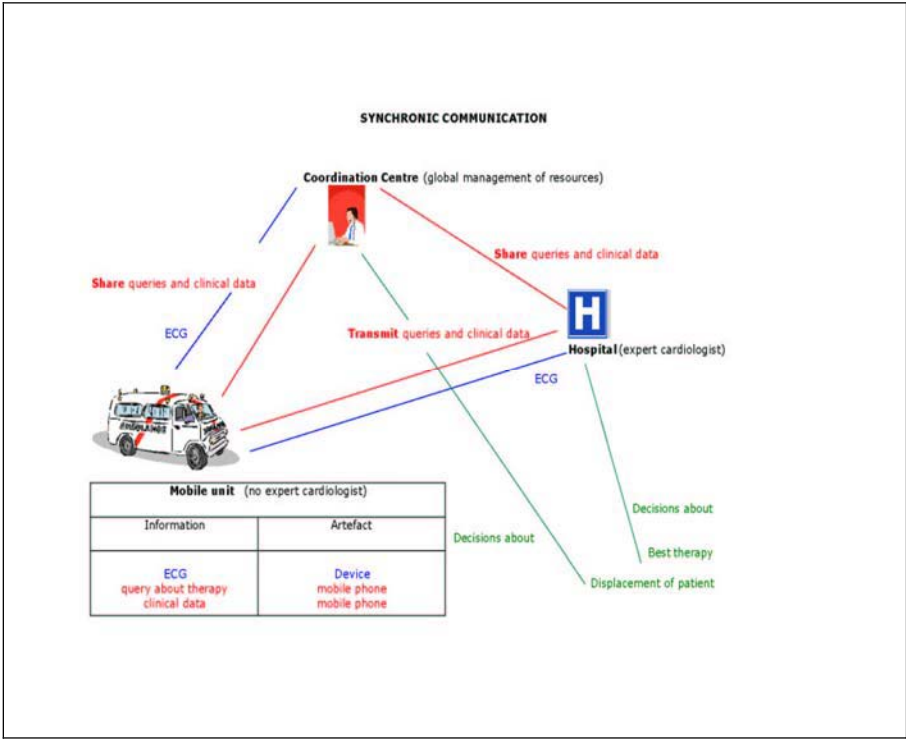 SYNCHRONIC COMMUNICATION
Coordination Centre (global management of resources)
Share queries and clinical data
Share queries and clinical data
ECG
Transmit queries and clinical data
H
Hospital (expert cardiologist)
ECG
AMBULANCE
Mobile unit (no expert cardiologist)
Information Artefact
ECG Device
query about therapy mobile phone
clinical data mobile phone
Decisions about
Decisions about
Best therapy
Displacement of patient